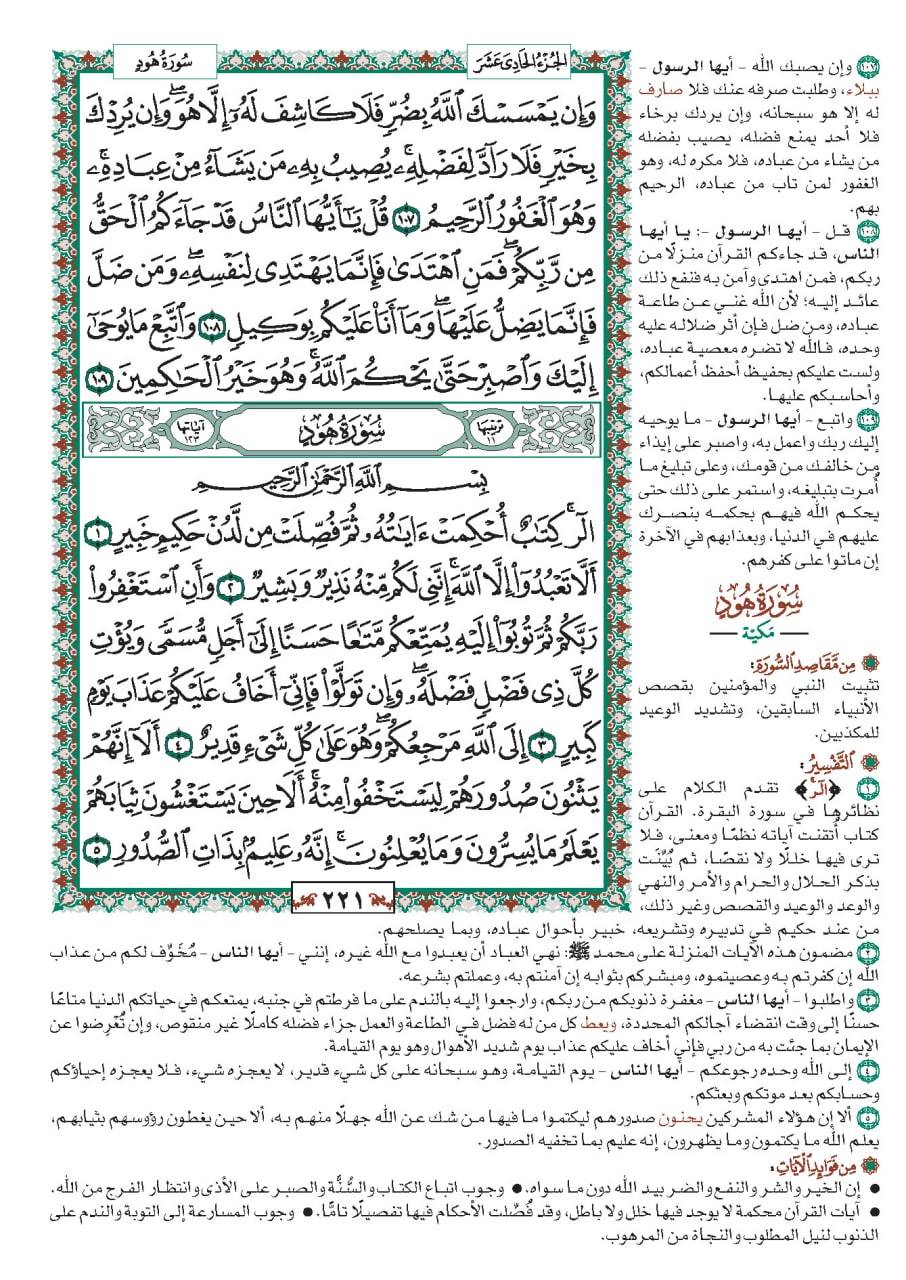 الجزء الحادي عشر
سورة هود
وَإِن يَمْسَسْكَ ٱللَّهُ بِضُرٍّ فَلَا كَاشِفَ لَهُۥٓ إِلَّا هُوَۖ وَإِن يُرِدْكَ
بِخَيْرٍ فَلَا رَآدَّ لِفَضْلِهِۦۚ يُصِيبُ بِهِۦ مَن يَشَآءُ مِنْ عِبَادِهِۦۚ
وَهُوَ ٱلْغَفُورُ ٱلرَّحِيمُ ١٠٧ قُلْ يَٰٓأَيُّهَا ٱلنَّاسُ قَدْ جَآءَكُمُ ٱلْحَقُّ
مِن رَّبِّكُمْۖ فَمَنِ ٱهْتَدَىٰ فَإِنَّمَا يَهْتَدِى لِنَفْسِهِۦۖ وَمَن ضَلَّ
فَإِنَّمَا يَضِلُّ عَلَيْهَاۖ وَمَآ أَنَا۠ عَلَيْكُم بِوَكِيلٍ ١٠٨ وَٱتَّبِعْ مَا يُوحَىٰٓ
إِلَيْكَ وَٱصْبِرْ حَتَّىٰ يَحْكُمَ ٱللَّهُۚ وَهُوَ خَيْرُ ٱلْحَٰكِمِينَ ١٠٩
ترتيبها ١١ سورة هود آياتها ١٢٣
بِسْمِ ٱللَّهِ ٱلرَّحْمَٰنِ ٱلرَّحِيمِ
الٓرۚ كِتَٰبٌ أُحْكِمَتْ ءَايَٰتُهُۥ ثُمَّ فُصِّلَتْ مِن لَّدُنْ حَكِيمٍ خَبِيرٍ ١
أَلَّا تَعْبُدُوٓا۟ إِلَّا ٱللَّهَۚ إِنَّنِى لَكُم مِّنْهُ نَذِيرٌ وَبَشِيرٌ ٢ وَأَنِ ٱسْتَغْفِرُوا۟
رَبَّكُمْ ثُمَّ تُوبُوٓا۟ إِلَيْهِ يُمَتِّعْكُم مَّتَٰعًا حَسَنًا إِلَىٰٓ أَجَلٍ مُّسَمًّى وَيُؤْتِ
كُلَّ ذِى فَضْلٍ فَضْلَهُۥۖ وَإِن تَوَلَّوْا۟ فَإِنِّىٓ أَخَافُ عَلَيْكُمْ عَذَابَ يَوْمٍ
كَبِيرٍ ٣ إِلَى ٱللَّهِ مَرْجِعُكُمْۖ وَهُوَ عَلَىٰ كُلِّ شَىْءٍ قَدِيرٌ ٤ أَلَآ إِنَّهُمْ
يَثْنُونَ صُدُورَهُمْ لِيَسْتَخْفُوا۟ مِنْهُۚ أَلَا حِينَ يَسْتَغْشُونَ ثِيَابَهُمْ
يَعْلَمُ مَا يُسِرُّونَ وَمَا يُعْلِنُونَۚ إِنَّهُۥ عَلِيمٌۢ بِذَاتِ ٱلصُّدُورِ ٥
٢٢١
١٠٧ وإن يصبك الله - أيها الرسول -
ببلاء، وطلبت صرفه عنك فلا صارف
له إلا هو سبحانه، وإن يردك برخاء
فلا أحد يمنع فضله، يصيب بفضله
من يشاء من عباده، فلا مكره له، وهو
الغفور لمن تاب من عباده، الرحيم
بهم.
١٠٨ قل - أيها الرسول -: يا أيها
الناس، قد جاءكم القرآن منزلًا من
ربكم، فمن اهتدى وآمن به فنفع ذلك
عائد إليه؛ لأن الله غني عن طاعة
عباده، ومن ضل فإن أثر ضلاله عليه
وحده، فالله لا تضره معصية عباده،
ولست عليكم بحفيظ أحفظ أعمالكم،
وأحاسبكم عليها.
١٠٩ واتبع - أيها الرسول - ما يوحيه
إليك ربك واعمل به، واصبر على إيذاء
من خالفك من قومك، وعلى تبليغ ما
أُمرت بتبليغه، واستمر على ذلك حتى
يحكم الله فيهم بحكمه بنصرك
عليهم في الدنيا، وبعذابهم في الآخرة
إن ماتوا على كفرهم.
سورة هود
مكية
من مقاصد السورة:
تثبيت النبي والمؤمنين بقصص
الأنبياء السابقين، وتشديد الوعيد
للمكذبين.
التفسير:
١ ﴿الٓر﴾ تقدم الكلام على
نظائرها في سورة البقرة. القرآن
كتاب أُتقنت آياته نظمًا ومعنى، فلا
ترى فيها خللًا ولا نقصًا، ثم بُيِّنَت
بذكر الحلال والحرام والأمر والنهي
والوعد والوعيد والقصص وغير ذلك،
من عند حكيم في تدبيره وتشريعه، خبير بأحوال عباده، وبما يصلحهم.
٢ مضمون هذه الآيات المنزلة على محمد ﷺ: نهي العباد أن يعبدوا مع الله غيره، إنني - أيها الناس - مُخَوِّف لكم من عذاب
الله إن كفرتم به وعصيتموه، ومبشركم بثوابه إن آمنتم به، وعملتم بشرعه.
٣ واطلبوا - أيها الناس - مغفرة ذنوبكم من ربكم، وارجعوا إليه بالندم على ما فرطتم في جنبه، يمتعكم في حياتكم الدنيا متاعًا
حسنًا إلى وقت انقضاء آجالكم المحددة، ويعط كل من له فضل في الطاعة والعمل جزاء فضله كاملًا غير منقوص، وإن تُعْرِضوا عن
الإيمان بما جئت به من ربي فإني أخاف عليكم عذاب يوم شديد الأهوال وهو يوم القيامة.
٤ إلى الله وحده رجوعكم - أيها الناس - يوم القيامة، وهو سبحانه على كل شيء قدير، لا يعجزه شيء، فلا يعجزه إحياؤكم
وحسابكم بعد موتكم وبعثكم.
٥ ألا إن هؤلاء المشركين يحنون صدورهم ليكتموا ما فيها من شك عن الله جهلًا منهم به، ألا حين يغطون رؤوسهم بثيابهم،
يعلم الله ما يكتمون وما يظهرون، إنه عليم بما تخفيه الصدور.
من فوائد الآيات:
• إن الخير والشر والنفع والضر بيد الله دون ما سواه. • وجوب اتباع الكتاب والسُّنَّة والصبر على الأذى وانتظار الفرج من الله.
• آيات القرآن محكمة لا يوجد فيها خلل ولا باطل، وقد فُصِّلت الأحكام فيها تفصيلًا تامًّا. • وجوب المسارعة إلى التوبة والندم على
الذنوب لنيل المطلوب والنجاة من المرهوب.